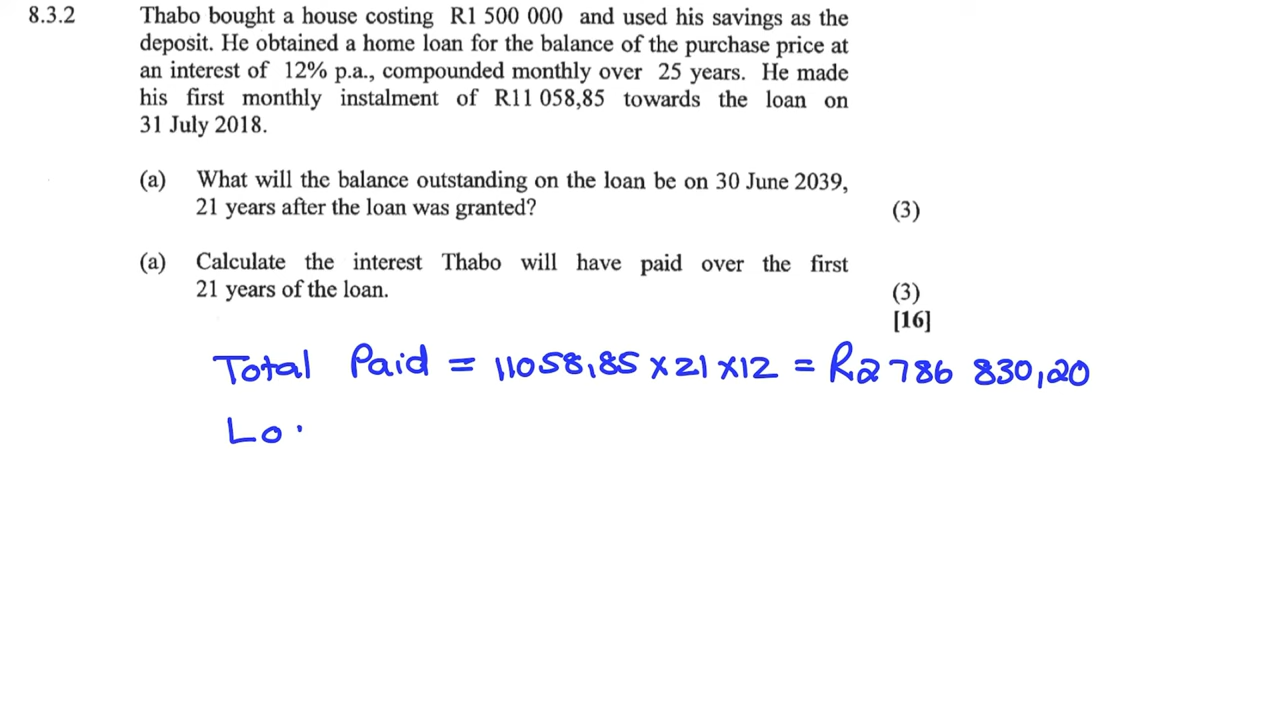 8.3.2 Thabo bought a house costing R1 500 000 and used his savings as the
deposit. He obtained a home loan for the balance of the purchase price at
an interest of 12% p.a., compounded monthly over 25 years. He made
his first monthly instalment of R11 058,85 towards the loan on
31 July 2018.
(a) What will the balance outstanding on the loan be on 30 June 2039,
21 years after the loan was granted? (3)
(a) Calculate the interest Thabo will have paid over the first
21 years of the loan. (3)
[16]
Total Paid = 11058,85 × 21 × 12 = R2 786 830,20
Lo